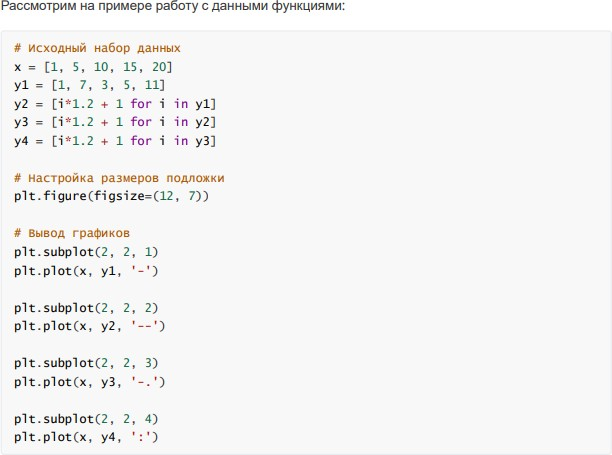 Рассмотрим на примере работу с данными функциями:
# Исходный набор данных
x = [1, 5, 10, 15, 20]
y1 = [1, 7, 3, 5, 11]
y2 = [i*1.2 + 1 for i in y1]
y3 = [i*1.2 + 1 for i in y2]
y4 = [i*1.2 + 1 for i in y3]
# Настройка размеров подложки
plt.figure(figsize=(12, 7))
# Вывод графиков
plt.subplot(2, 2, 1)
plt.plot(x, y1, '-')
plt.subplot(2, 2, 2)
plt.plot(x, y2, '--')
plt.subplot(2, 2, 3)
plt.plot(x, y3, '-.')
plt.subplot(2, 2, 4)
plt.plot(x, y4, ':')